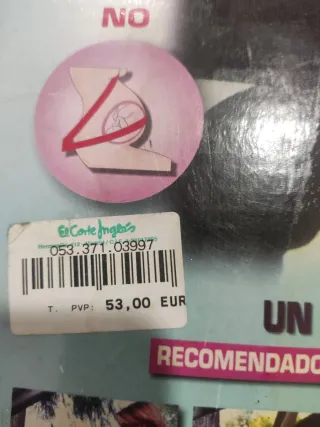 NO
El Corte Inglés
053.371.03997
T. PVP: 53,00 EUR
UN
RECOMENDADO